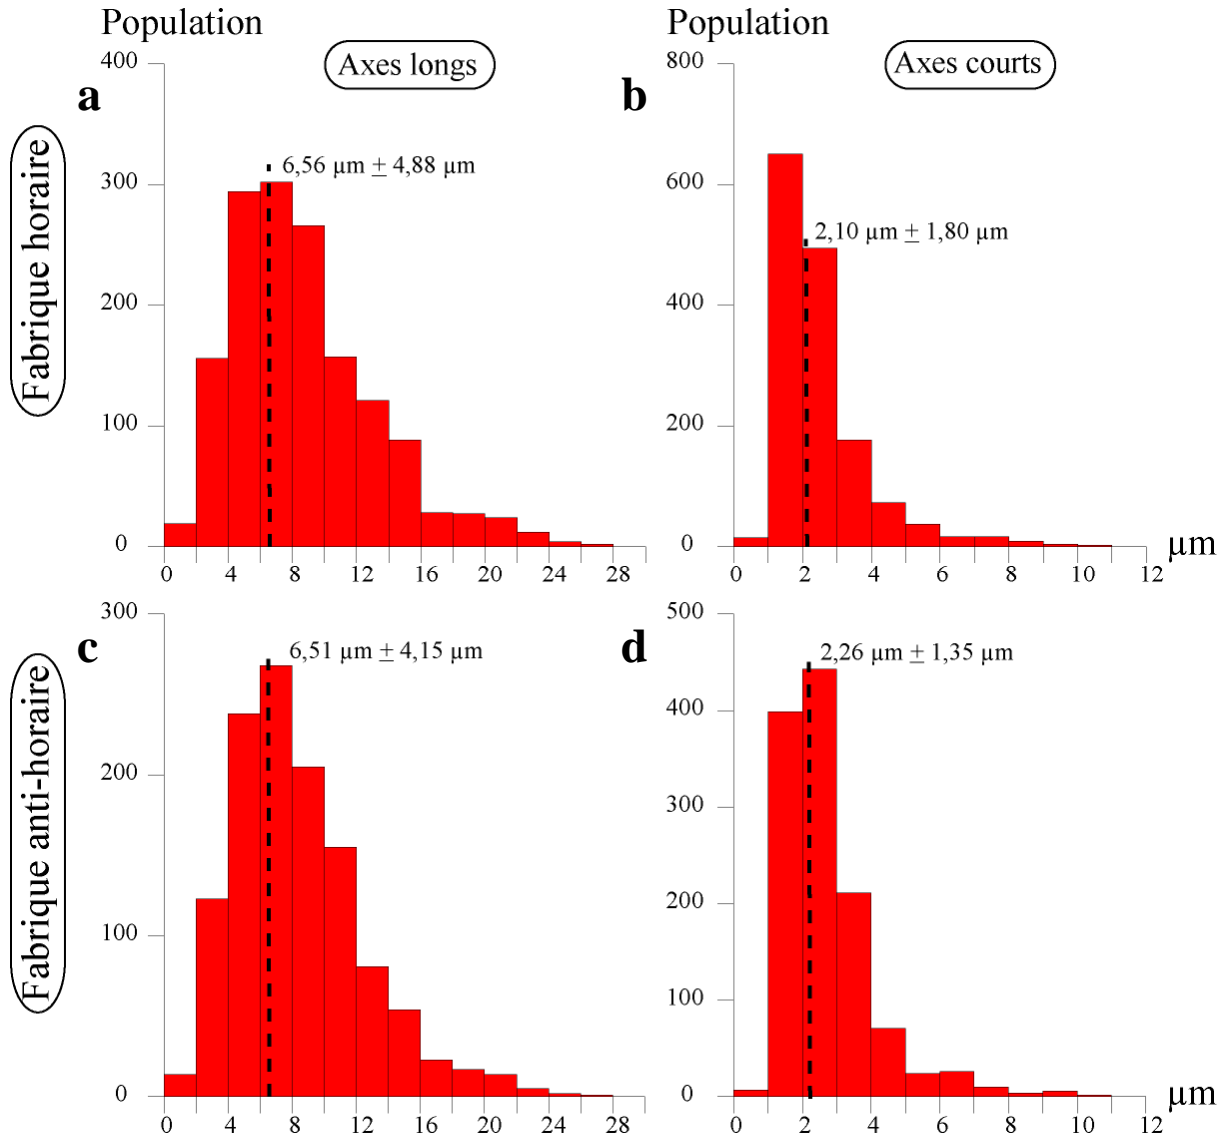 Population
Axes longs
400
a
300
200
100
0
6,56 µm ± 4,88 µm
0 4 8 12 16 20 24 28
Population
Axes courts
800
b
600
400
200
0
2,10 µm ± 1,80 µm
0 2 4 6 8 10 12
µm
Fabrique horaire
300
c
200
100
0
6,51 µm ± 4,15 µm
0 4 8 12 16 20 24 28
500
d
400
300
200
100
0
2,26 µm ± 1,35 µm
0 2 4 6 8 10 12
µm
Fabrique anti-horaire